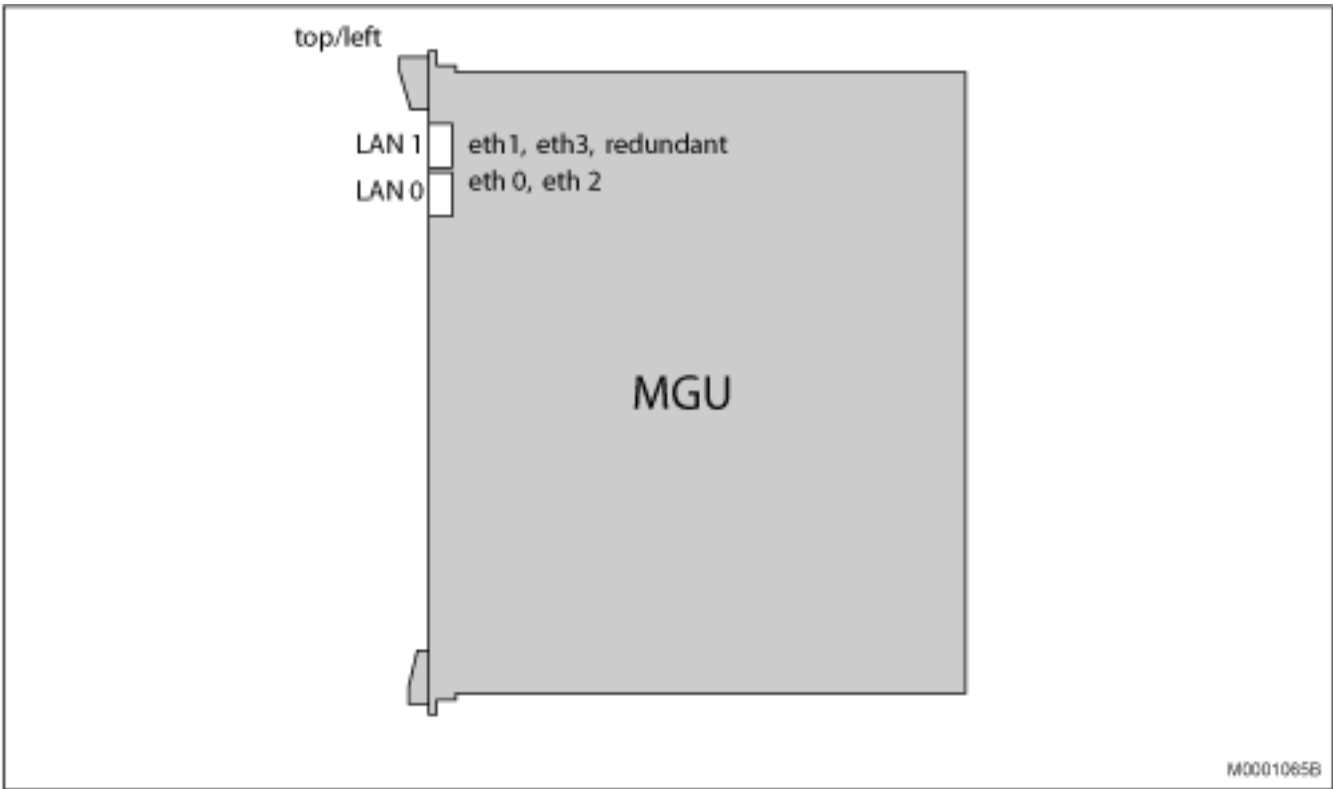 top/left
LAN 1 eth1, eth3, redundant
LAN 0 eth 0, eth 2
MGU
M0001065B